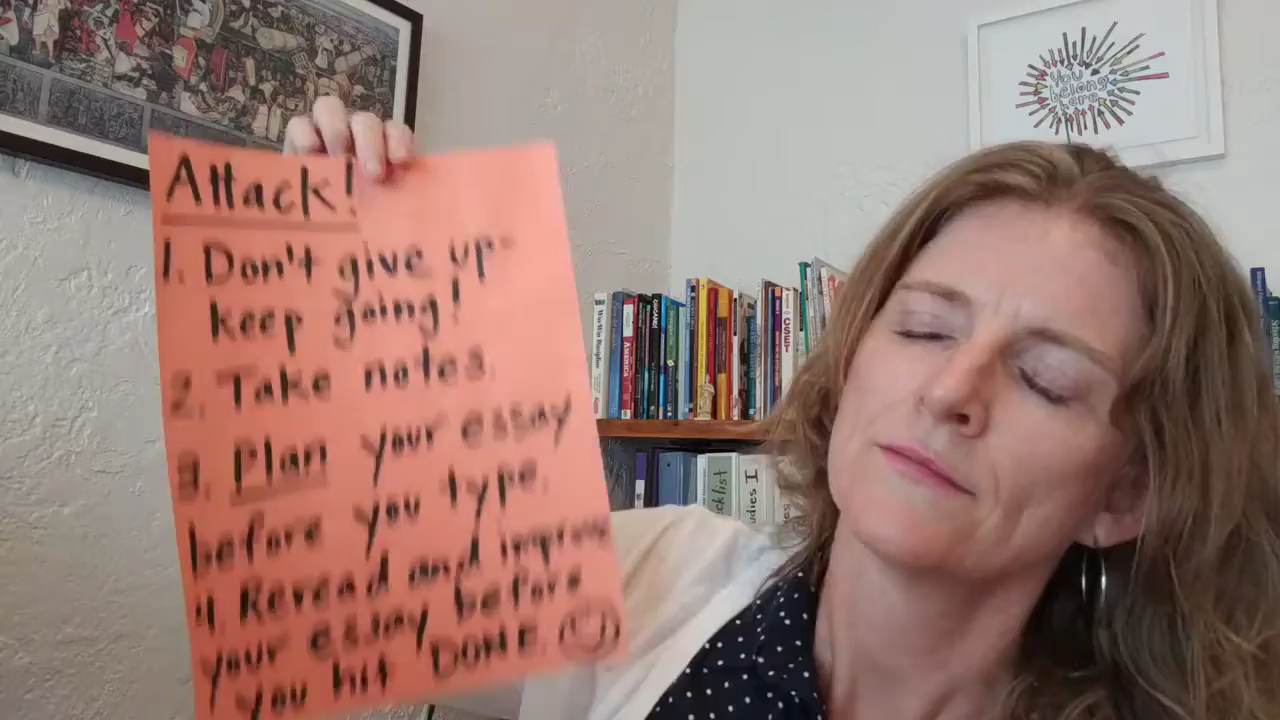 Attack!
1. Don't give up-
keep going!
2. Take notes.
3. Plan your essay
before you type.
4 Reread and improve
your essay before
you hit DONE.
You
belong
here
CSET